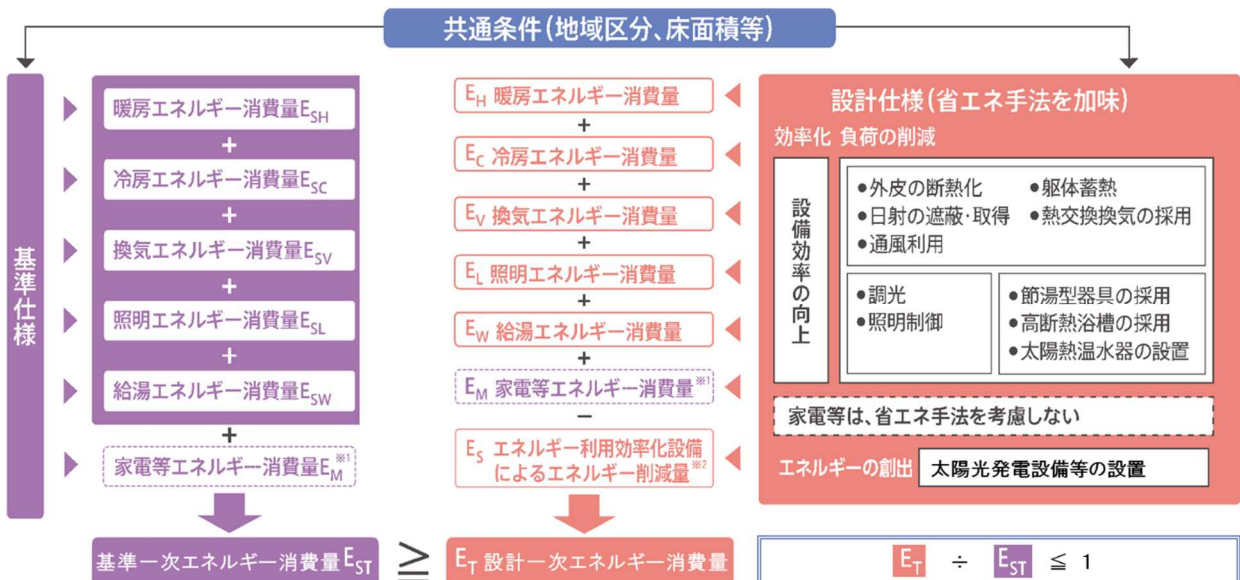 共通条件(地域区分、床面積等)
基準仕様
暖房エネルギー消費量E_SH
+
冷房エネルギー消費量E_SC
+
換気エネルギー消費量E_SV
+
照明エネルギー消費量E_SL
+
給湯エネルギー消費量E_SW
+
家電等エネルギー消費量E_M※1
基準一次エネルギー消費量E_ST
≧
E_H 暖房エネルギー消費量
+
E_C 冷房エネルギー消費量
+
E_V 換気エネルギー消費量
+
E_L 照明エネルギー消費量
+
E_W 給湯エネルギー消費量
+
E_M 家電等エネルギー消費量※1
−
E_S エネルギー利用効率化設備
によるエネルギー削減量※2
E_T 設計一次エネルギー消費量
設計仕様(省エネ手法を加味)
効率化 負荷の削減
設備効率の向上
●外皮の断熱化 ●躯体蓄熱
●日射の遮蔽・取得 ●熱交換換気の採用
●通風利用
●調光
●照明制御
●節湯型器具の採用
●高断熱浴槽の採用
●太陽熱温水器の設置
家電等は、省エネ手法を考慮しない
エネルギーの創出 太陽光発電設備等の設置
E_T ÷ E_ST ≦ 1